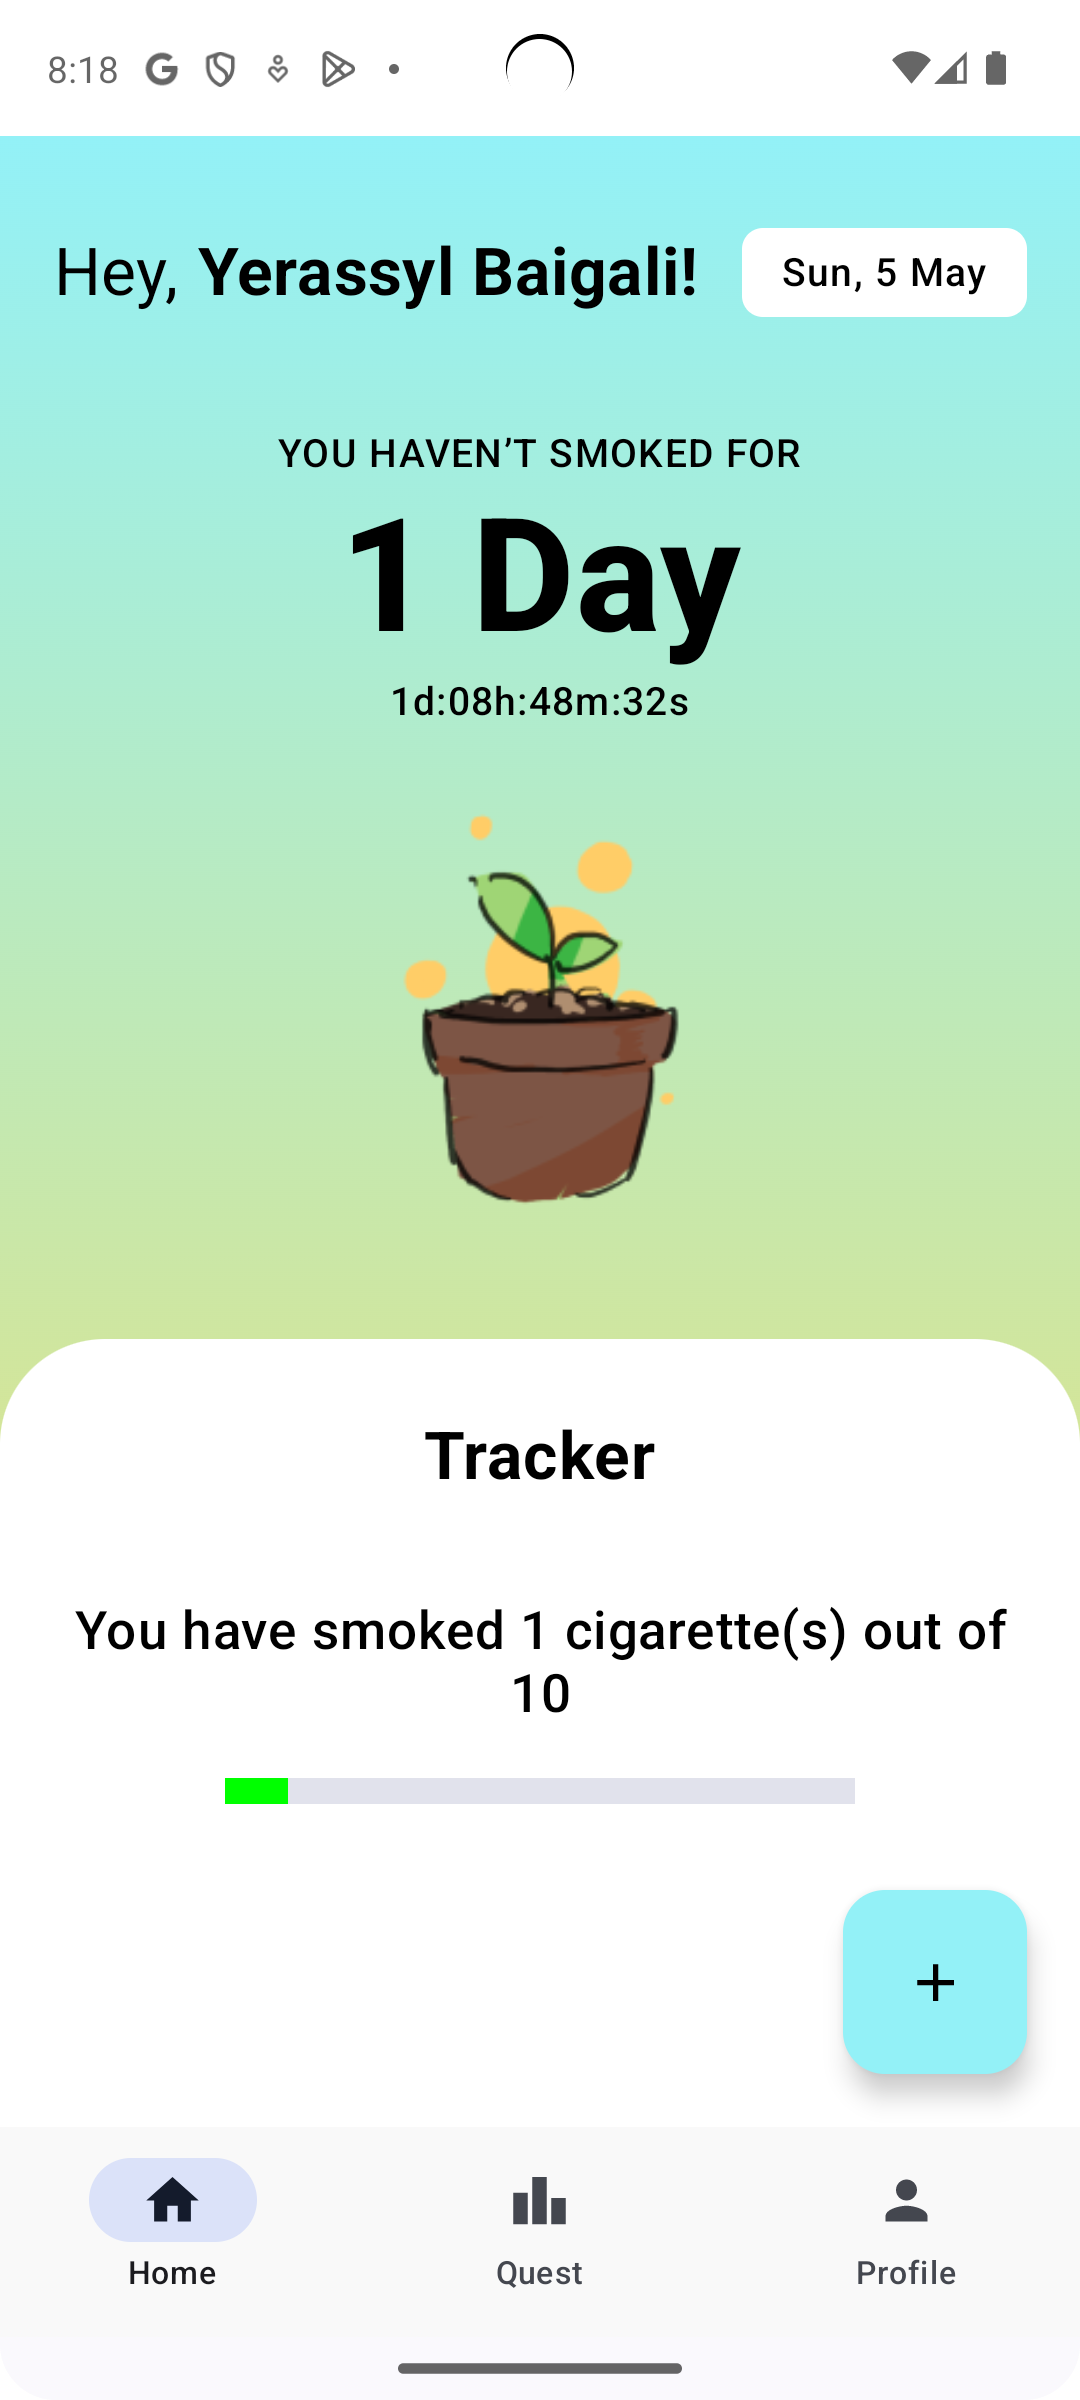 8:18
Hey, Yerassyl Baigali!
Sun, 5 May
YOU HAVEN’T SMOKED FOR
1 Day
1d:08h:48m:32s
Tracker
You have smoked 1 cigarette(s) out of
10
+
Home
Quest
Profile